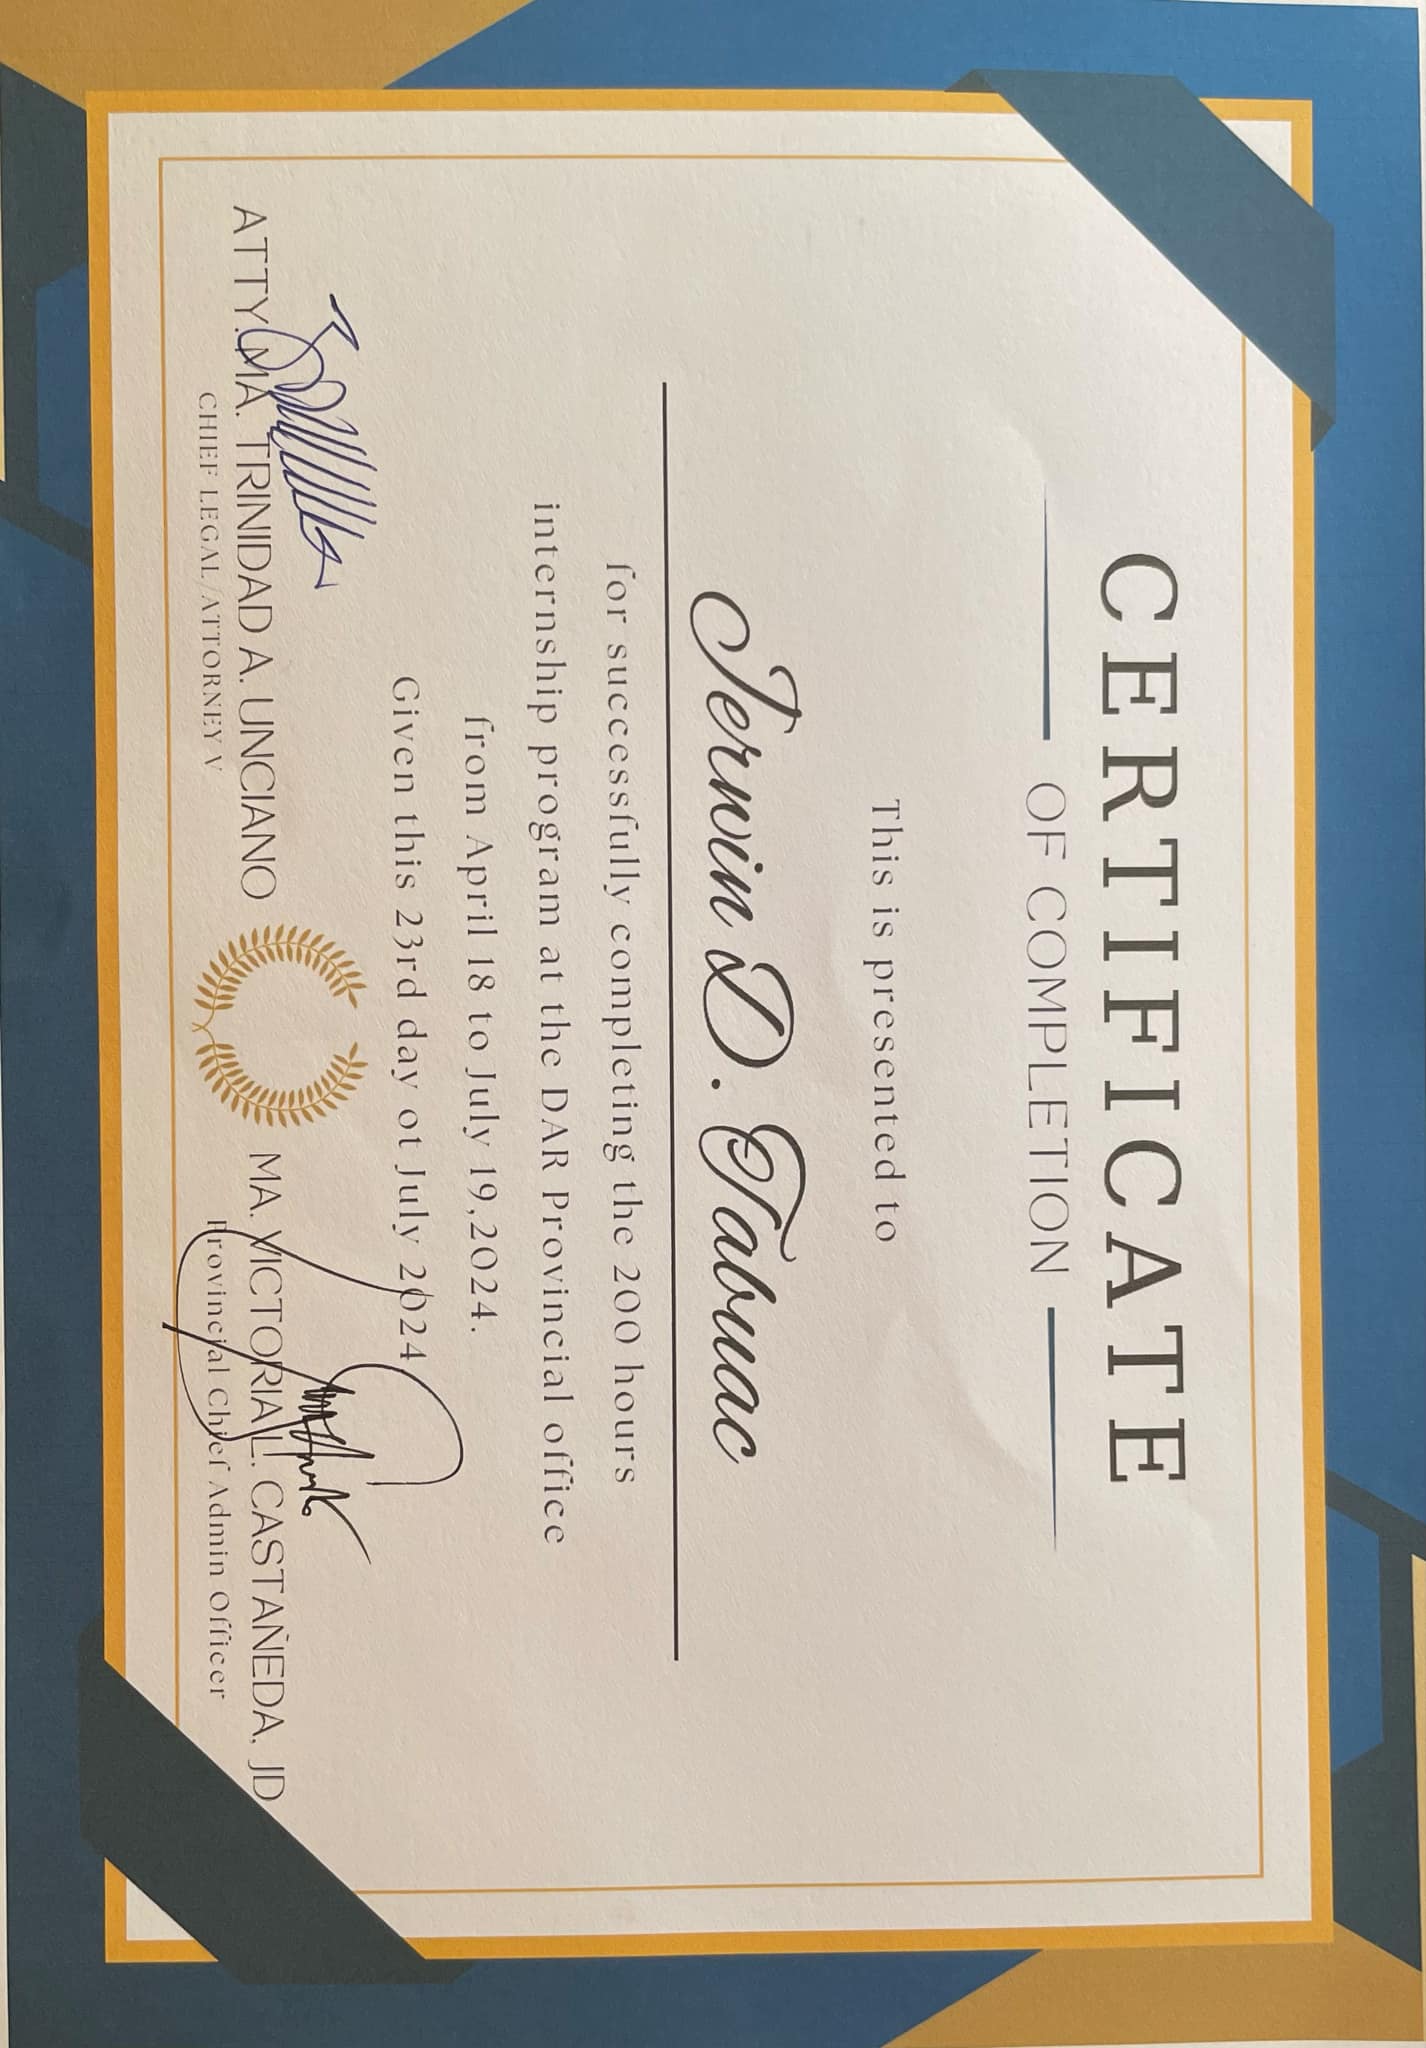 CERTIFICATE
OF COMPLETION
This is presented to
Jerwin D. Tabuac
for successfully completing the 200 hours
internship program at the DAR Provincial office
from April 18 to July 19,2024.
Given this 23rd day ot July 2024
ATTY. MA. TRINIDAD A. UNCIANO
CHIEF LEGAL/ATTORNEY V
MA. VICTORIA L. CASTAÑEDA, JD
Provincial Chief Admin Officer